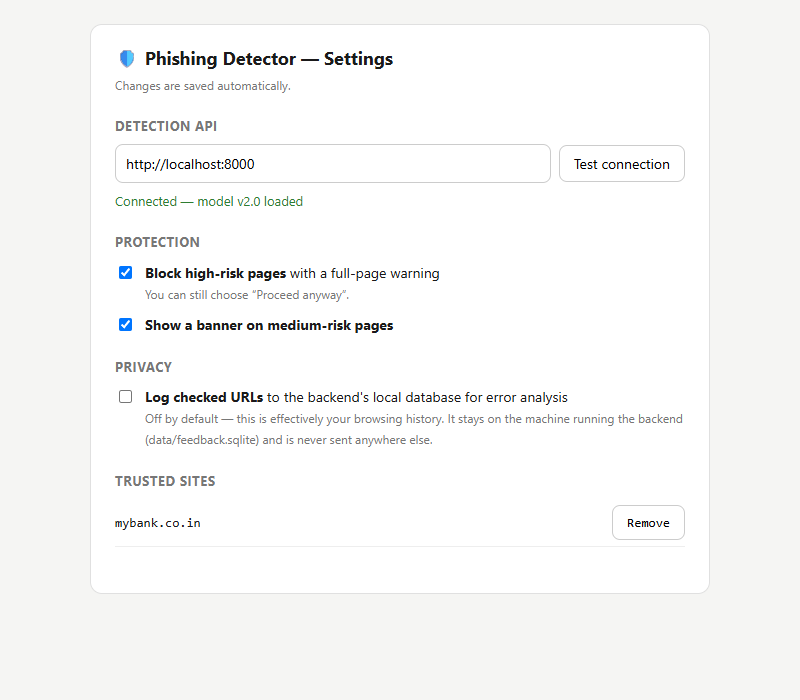 Phishing Detector — Settings
Changes are saved automatically.
DETECTION API
http://localhost:8000
Test connection
Connected — model v2.0 loaded
PROTECTION
Block high-risk pages with a full-page warning
You can still choose “Proceed anyway”.
Show a banner on medium-risk pages
PRIVACY
Log checked URLs to the backend's local database for error analysis
Off by default — this is effectively your browsing history. It stays on the machine running the backend
(data/feedback.sqlite) and is never sent anywhere else.
TRUSTED SITES
mybank.co.in
Remove